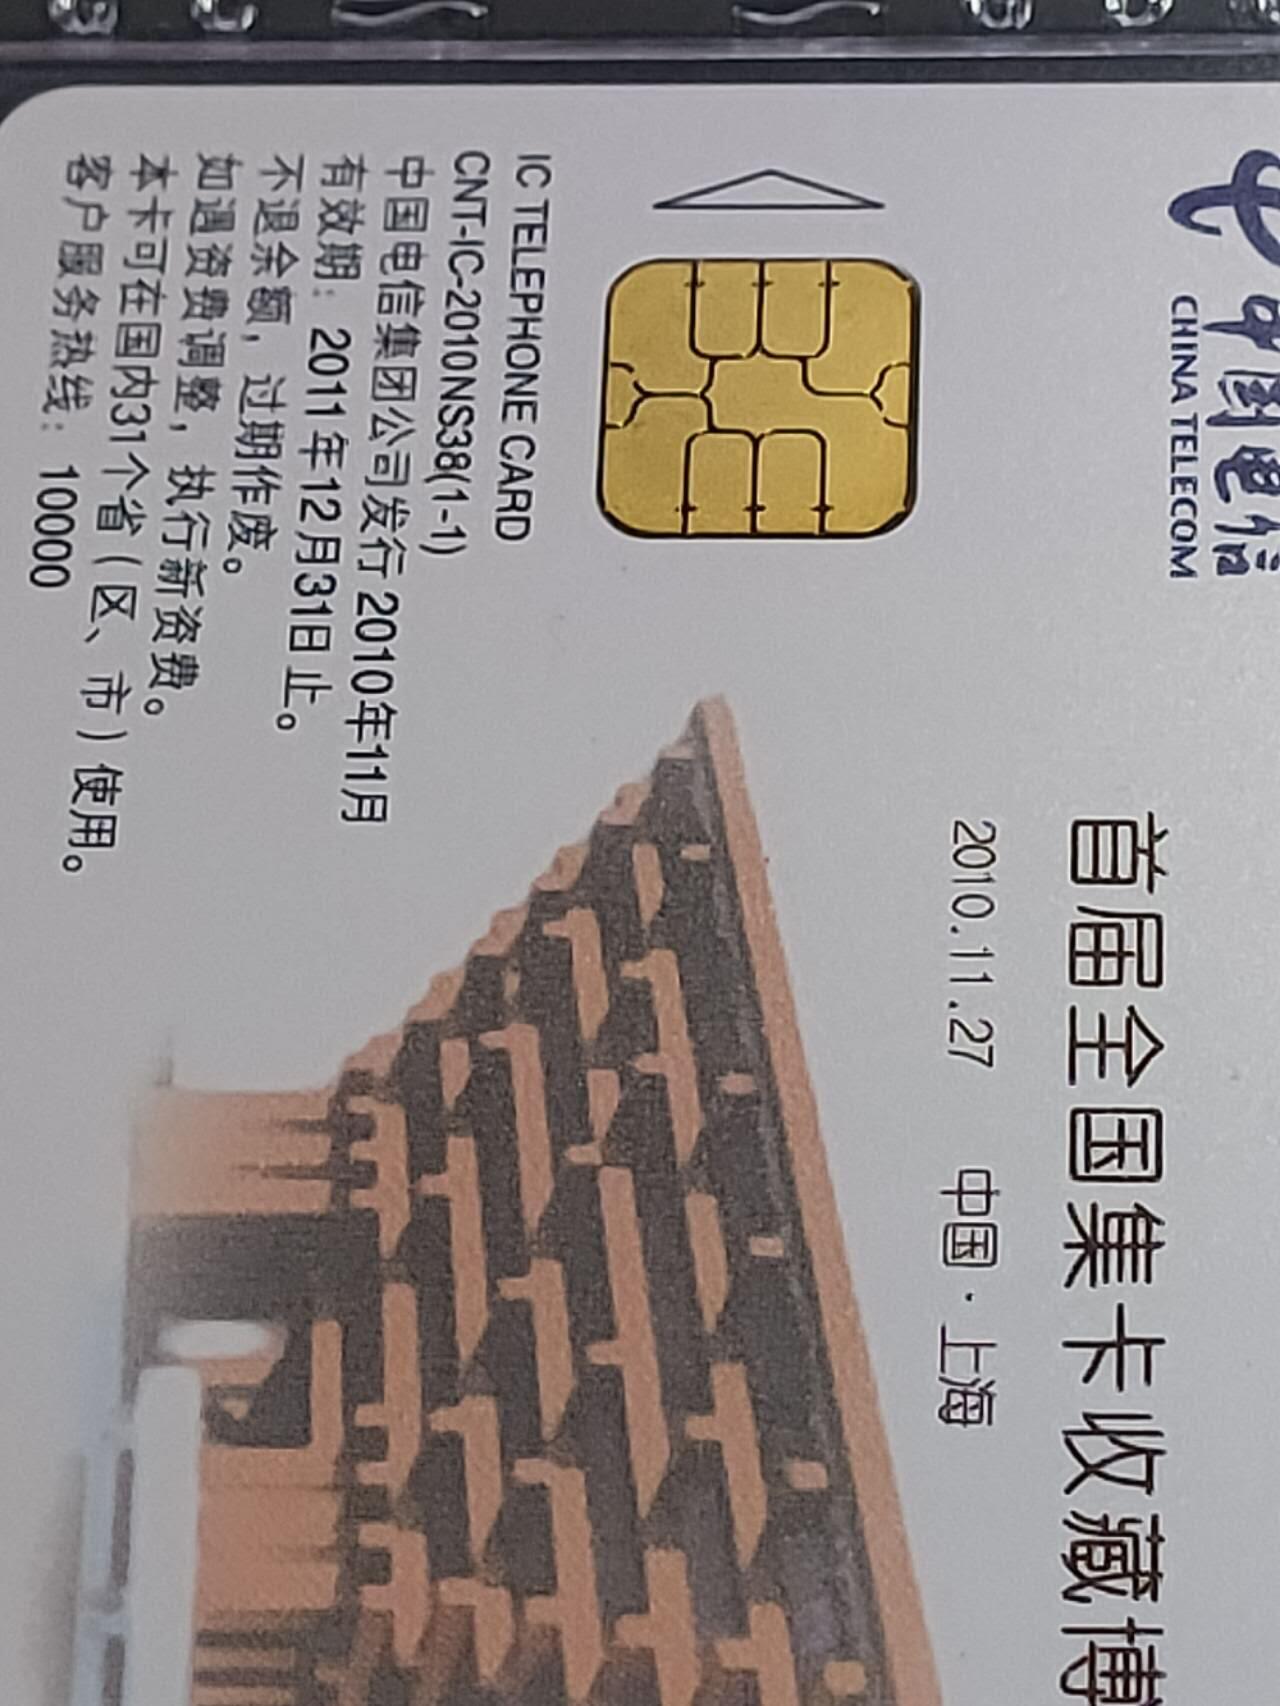 中国电信
CHINA TELECOM
首届全国集卡收藏博
2010.11.27 中国·上海
IC TELEPHONE CARD
CNT-IC-2010NS38(1-1)
中国电信集团公司发行 2010年11月
有效期：2011年12月31日止。
不退余额，过期作废。
如遇资费调整，执行新资费。
本卡可在国内31个省（区、市）使用。
客户服务热线：10000